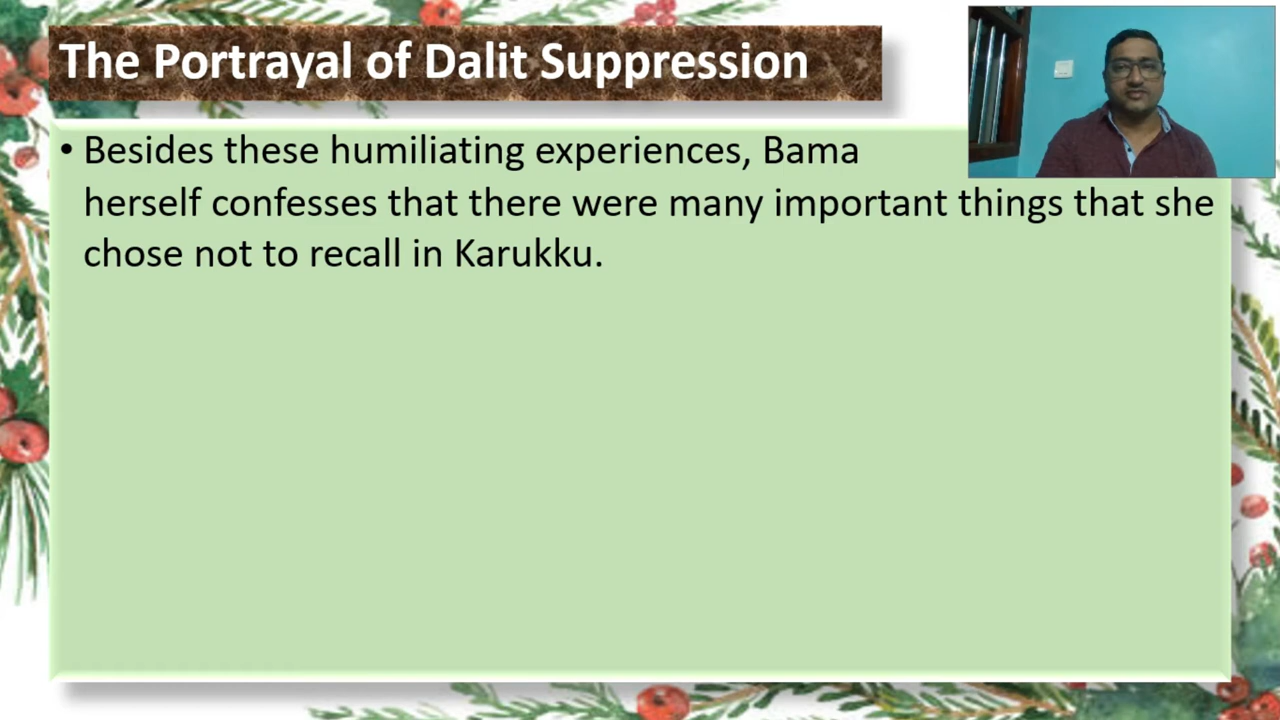 The Portrayal of Dalit Suppression
• Besides these humiliating experiences, Bama
herself confesses that there were many important things that she
chose not to recall in Karukku.